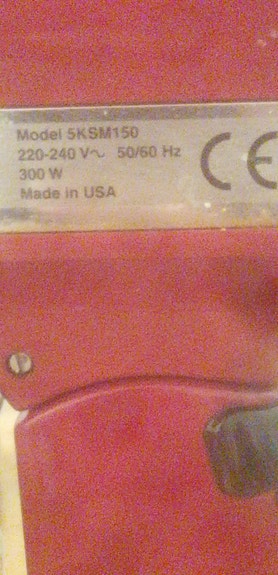 Model 5KSM150
220-240 V~ 50/60 Hz
300 W
Made in USA
CE